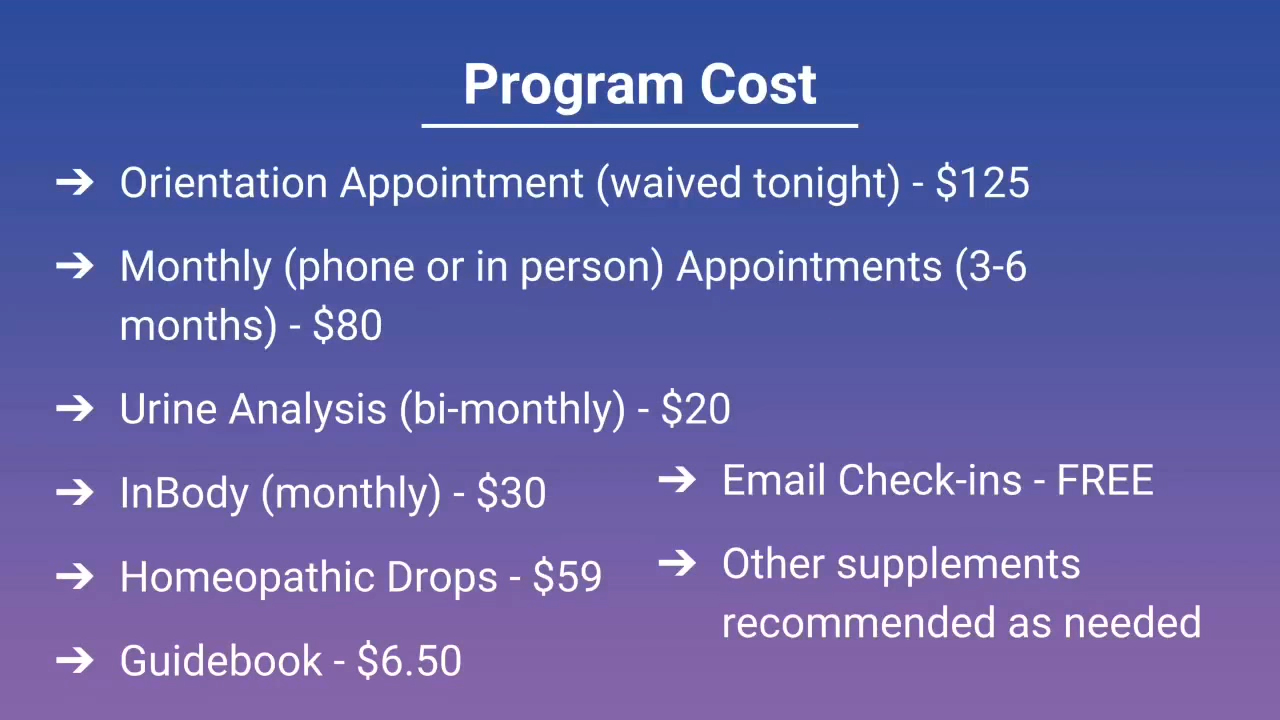 Program Cost
➔ Orientation Appointment (waived tonight) - $125
➔ Monthly (phone or in person) Appointments (3-6
months) - $80
➔ Urine Analysis (bi-monthly) - $20
➔ InBody (monthly) - $30
➔ Homeopathic Drops - $59
➔ Guidebook - $6.50
➔ Email Check-ins - FREE
➔ Other supplements
recommended as needed